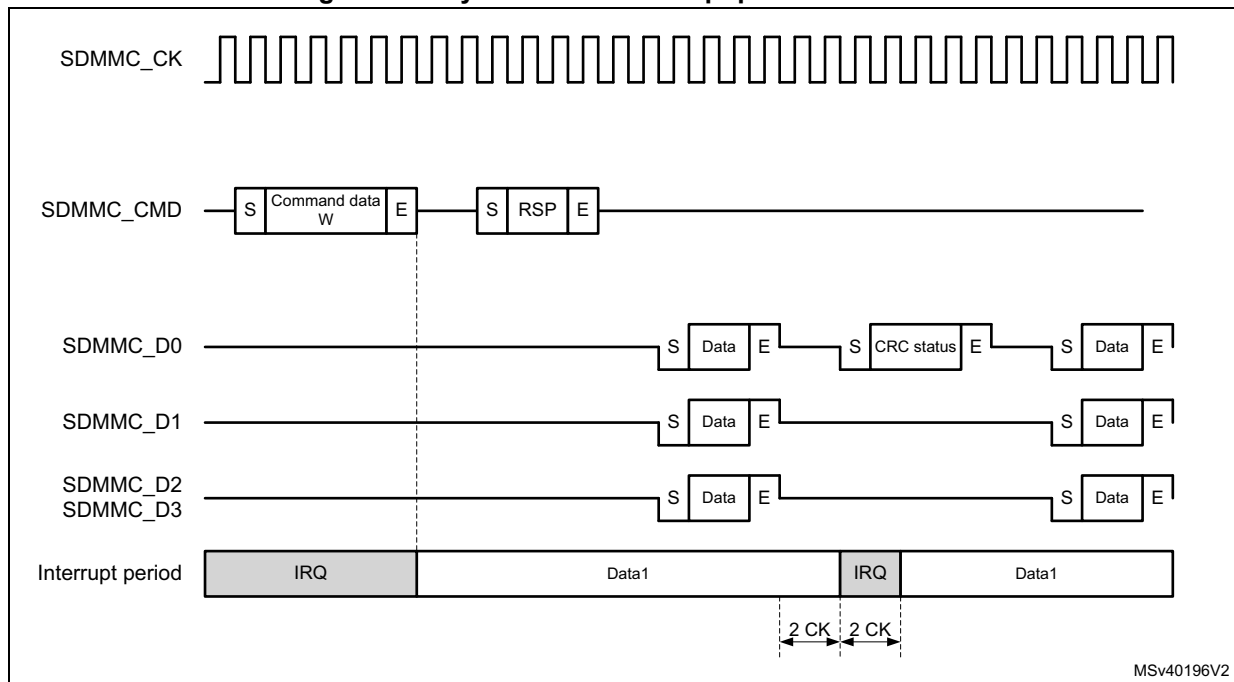 SDMMC_CK
SDMMC_CMD
S Command data W E S RSP E
SDMMC_D0
S Data E S CRC status E S Data E
SDMMC_D1
S Data E S Data E
SDMMC_D2
SDMMC_D3
S Data E S Data E
Interrupt period
IRQ Data1 IRQ Data1
2 CK 2 CK
MSv40196V2